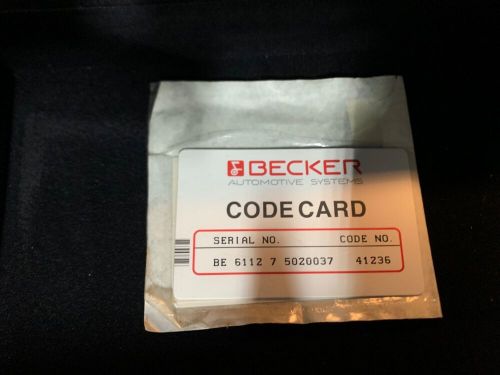 BECKER
AUTOMOTIVE SYSTEMS
CODE CARD
SERIAL NO. CODE NO.
BE 6112 7 5020037 41236